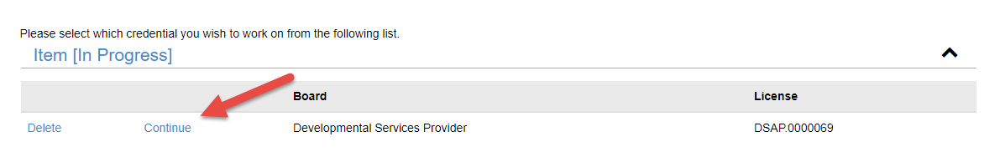 Please select which credential you wish to work on from the following list.
Item [In Progress]
Board License
Delete Continue Developmental Services Provider DSAP.0000069